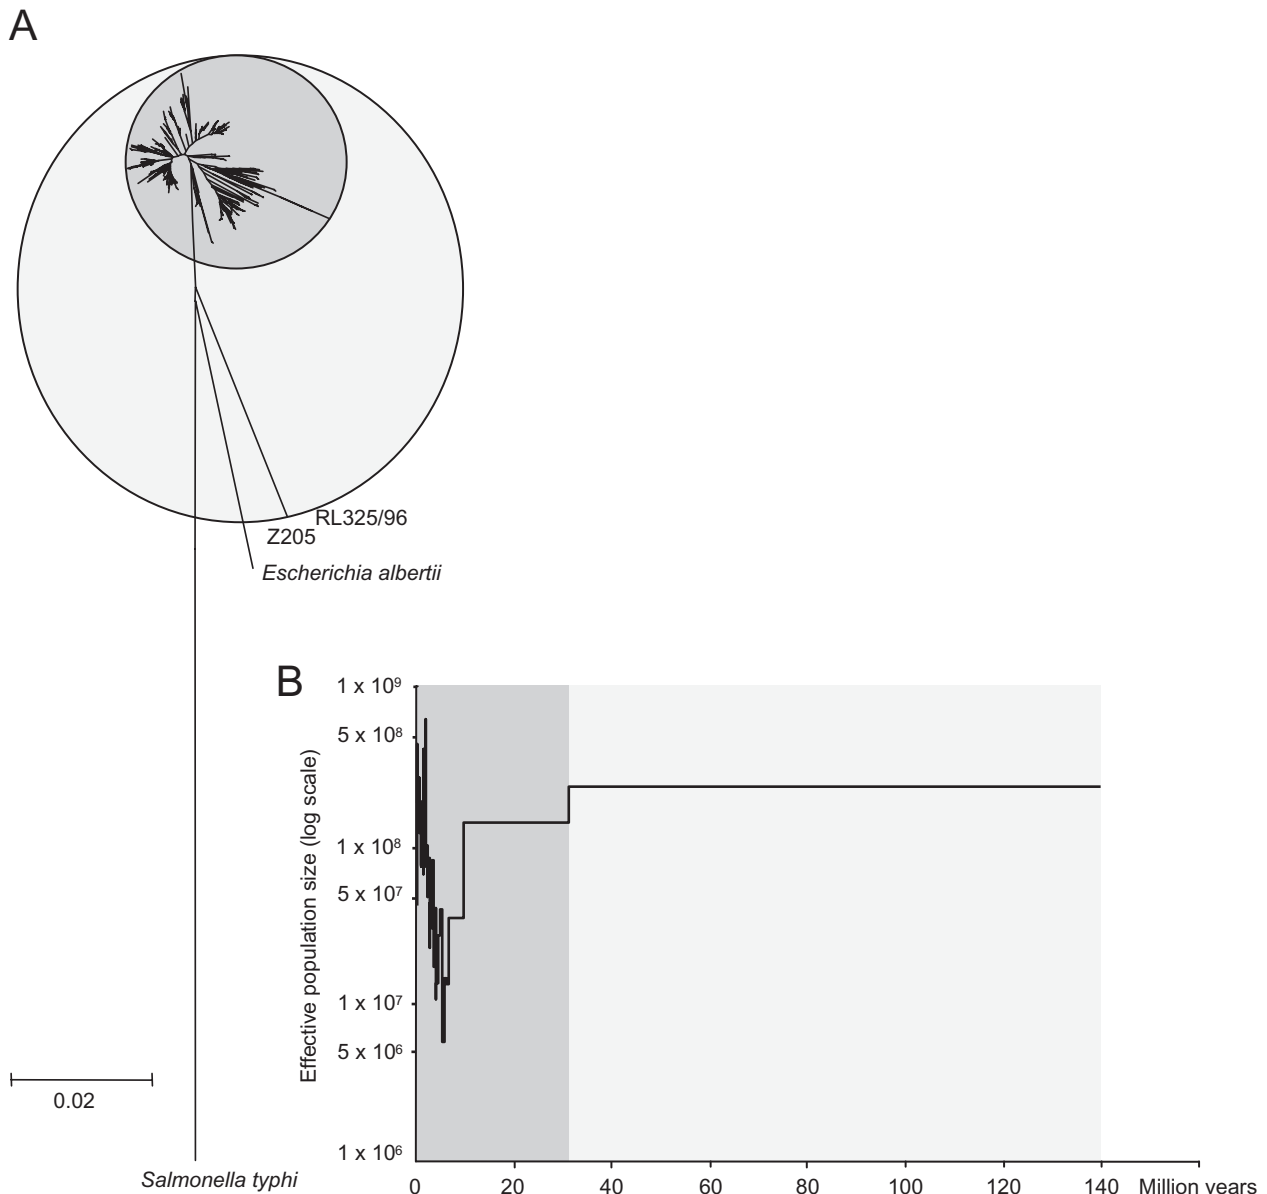 A
RL325/96
Z205
Escherichia albertii
B
1 x 10⁹
5 x 10⁸
1 x 10⁸
5 x 10⁷
1 x 10⁷
5 x 10⁶
1 x 10⁶
Effective population size (log scale)
0.02
Salmonella typhi
0 20 40 60 80 100 120 140 Million years